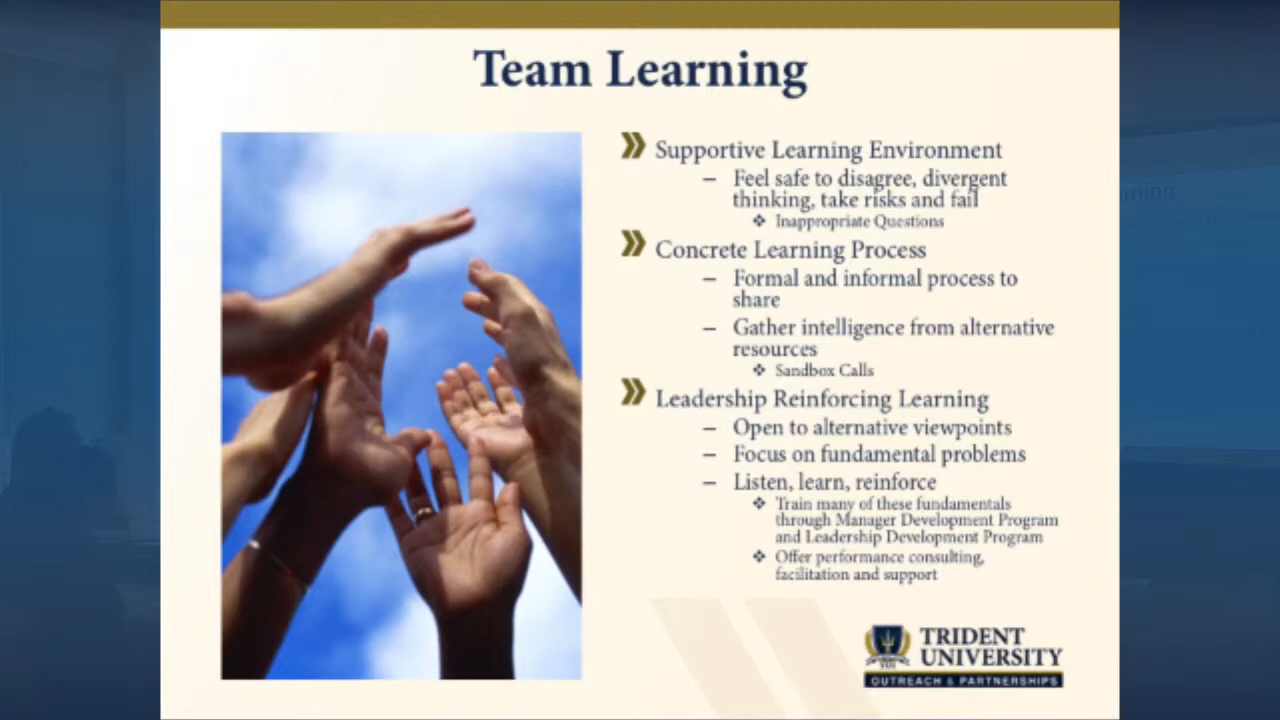 Team Learning
Supportive Learning Environment
– Feel safe to disagree, divergent
thinking, take risks and fail
❖ Inappropriate Questions
Concrete Learning Process
– Formal and informal process to
share
– Gather intelligence from alternative
resources
❖ Sandbox Calls
Leadership Reinforcing Learning
– Open to alternative viewpoints
– Focus on fundamental problems
– Listen, learn, reinforce
❖ Train many of these fundamentals
through Manager Development Program
and Leadership Development Program
❖ Offer performance consulting,
facilitation and support
TRIDENT
UNIVERSITY
OUTREACH & PARTNERSHIPS